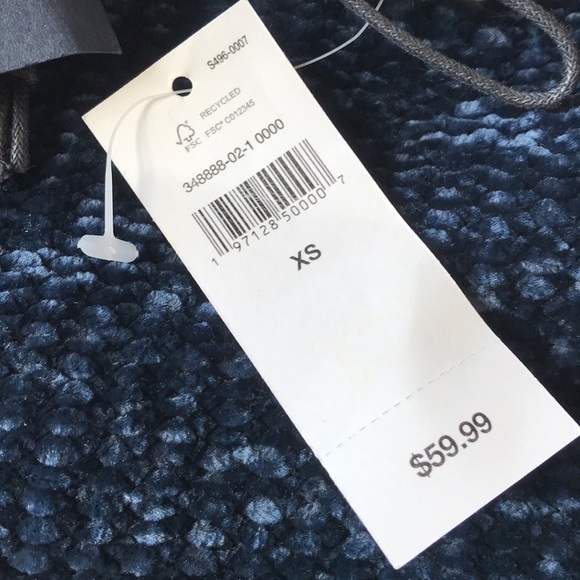 S496-0007
RECYCLED
FSC FSC® C012345
348888-02-1 0000
1 97128 50000 7
XS
$59.99